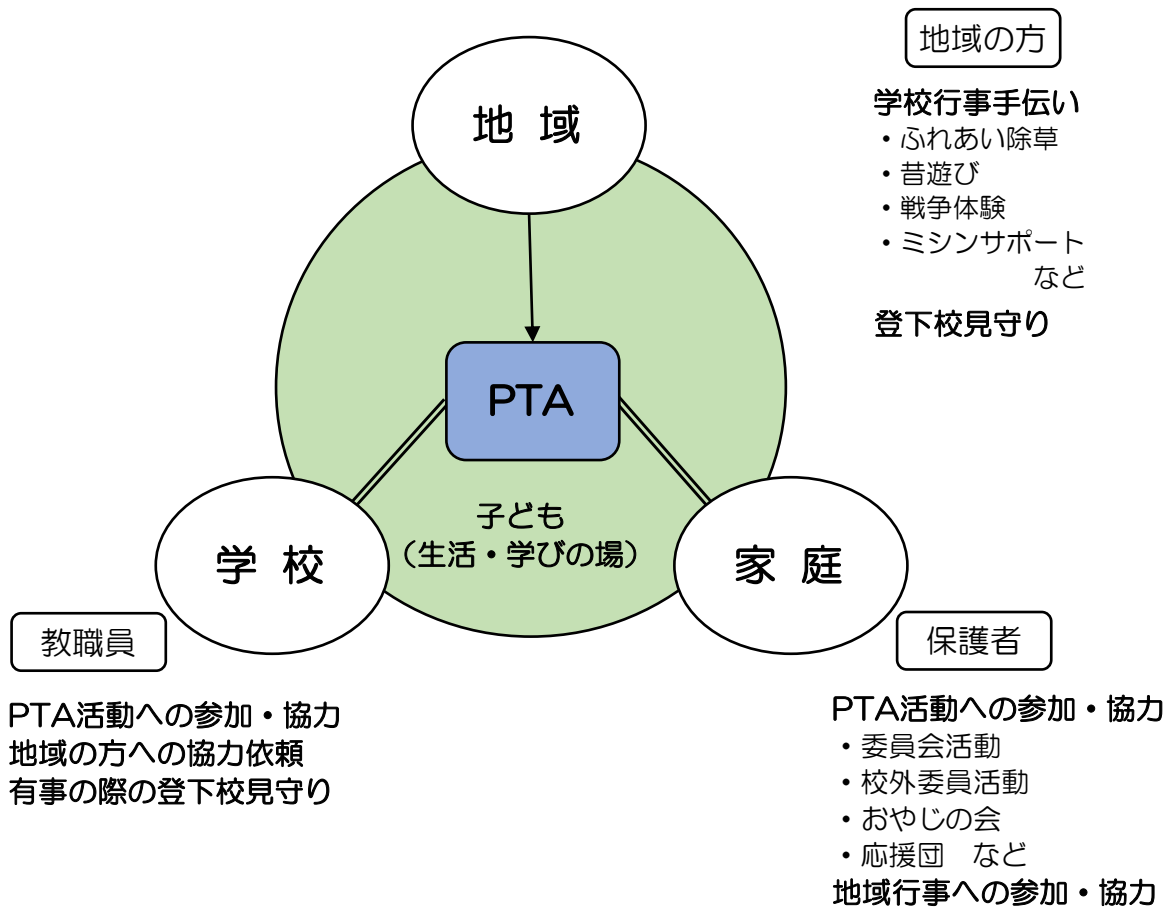 地域の方
学校行事手伝い
・ふれあい除草
・昔遊び
・戦争体験
・ミシンサポート
など
登下校見守り
地 域
PTA
子ども
（生活・学びの場）
学 校
家 庭
教職員
PTA活動への参加・協力
地域の方への協力依頼
有事の際の登下校見守り
保護者
PTA活動への参加・協力
・委員会活動
・校外委員活動
・おやじの会
・応援団　など
地域行事への参加・協力